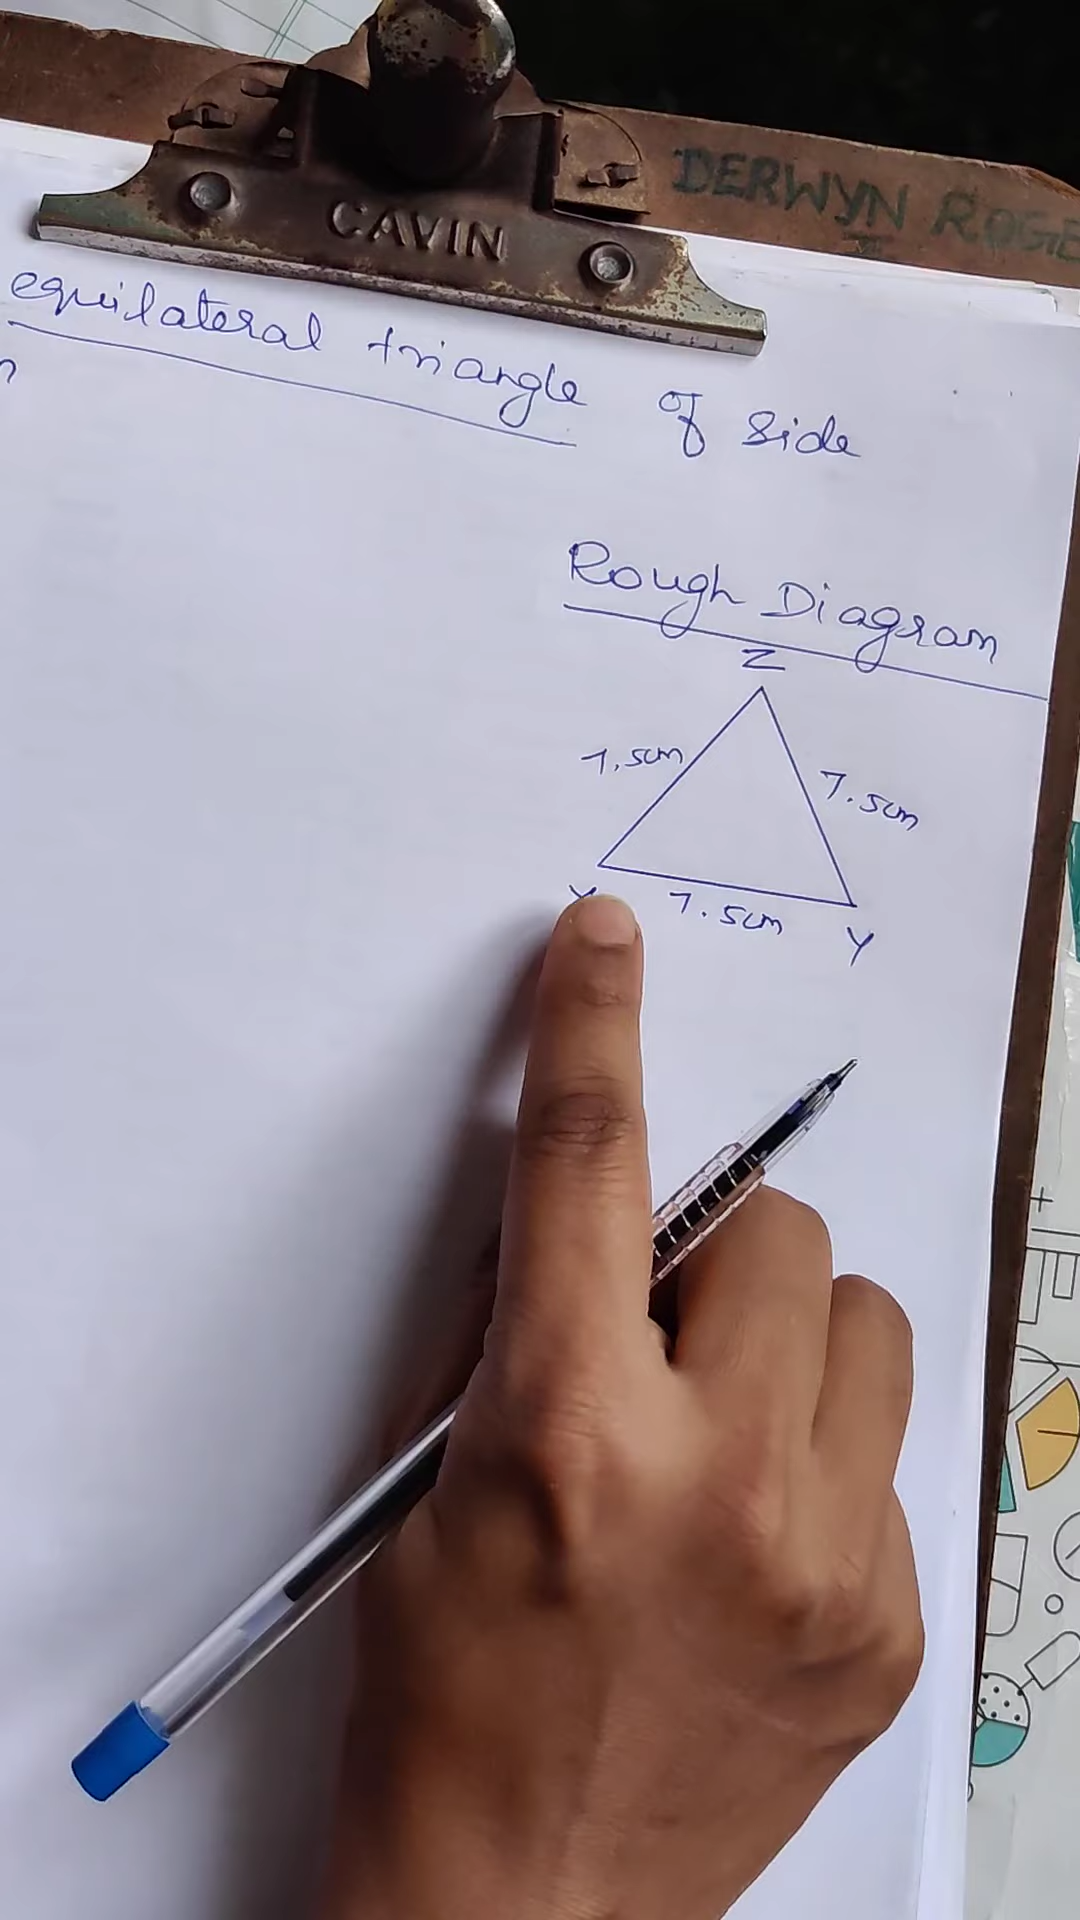 CAVIN
DERWYN ROGE
equilateral triangle of side
Rough Diagram
Z
7.5cm
7.5cm
7.5cm
Y